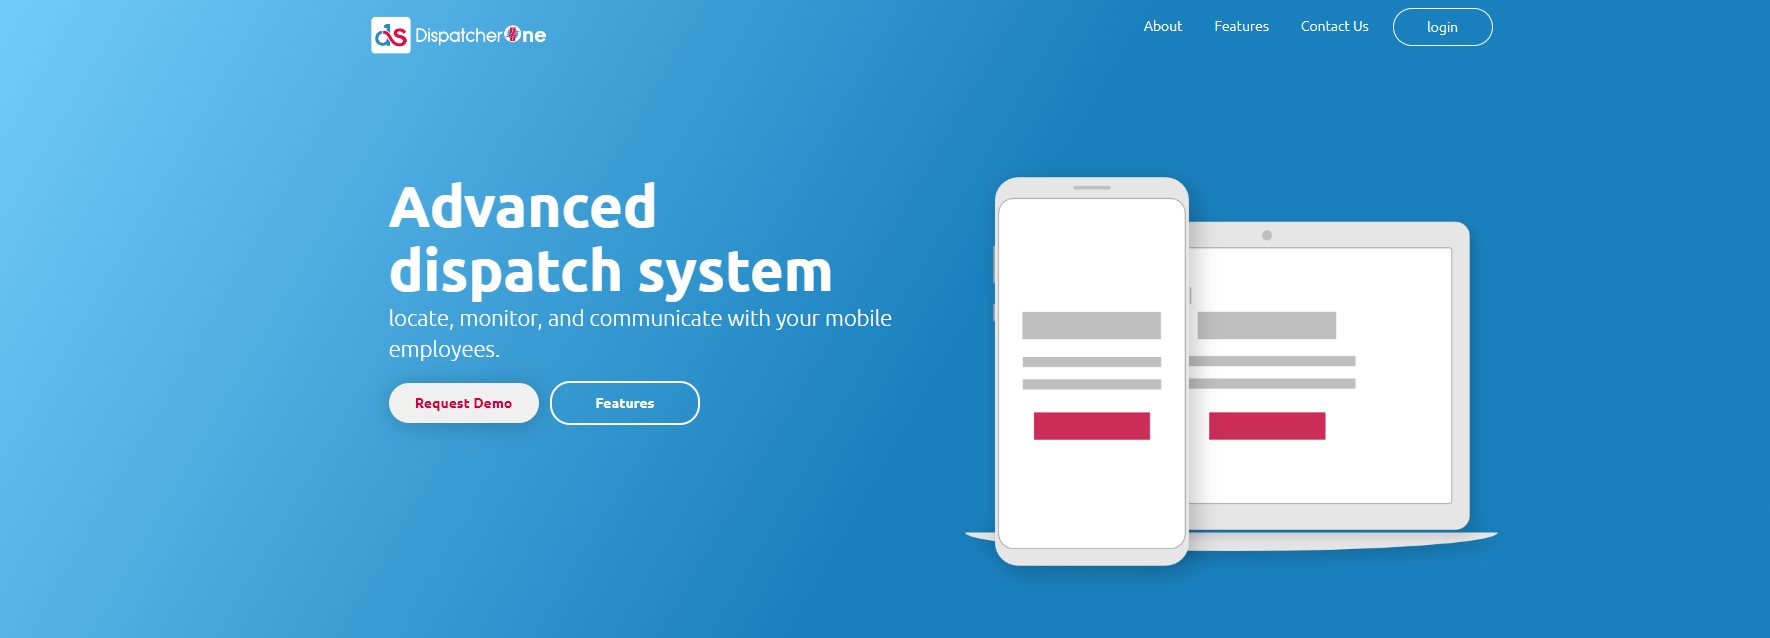 ds DispatcherOne
About Features Contact Us login
Advanced
dispatch system
locate, monitor, and communicate with your mobile
employees.
Request Demo Features